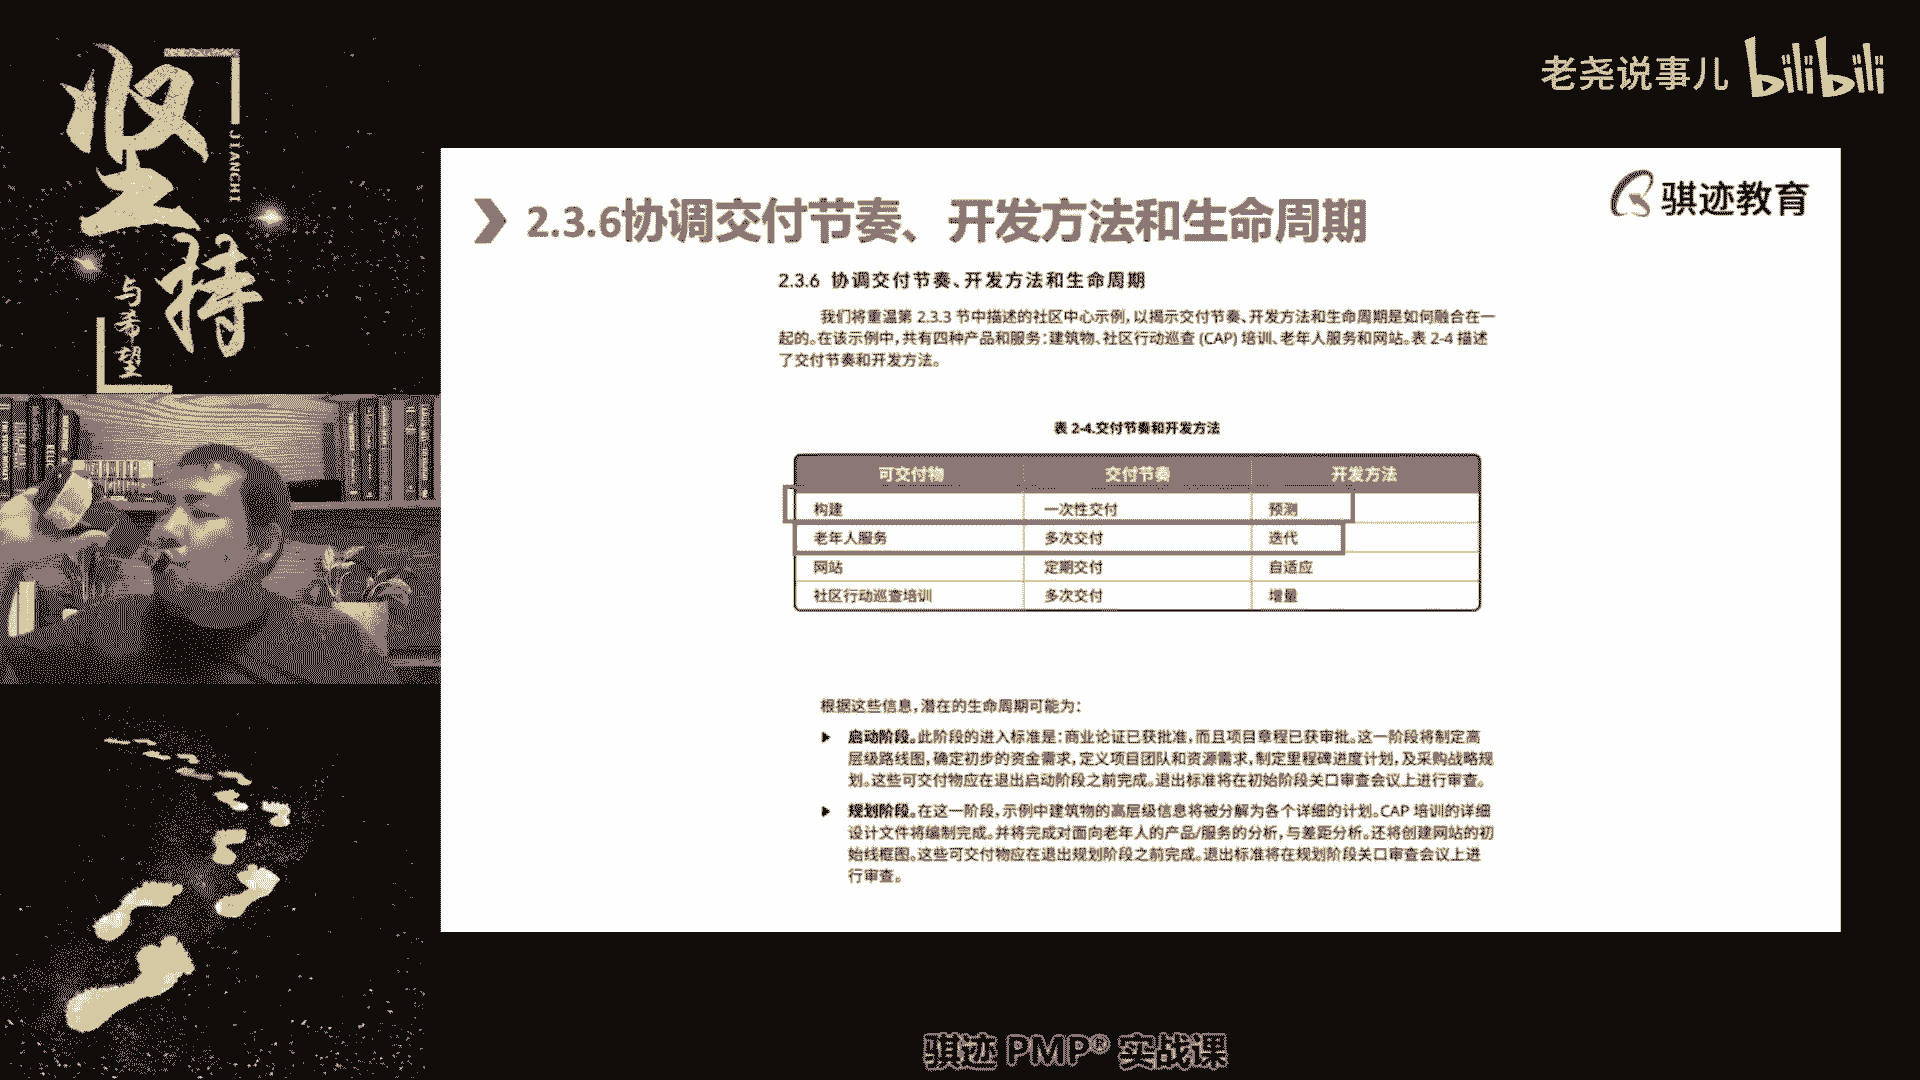 坚持
JIANCHI
与希望
老尧说事儿 bilibili
骐迹教育
2.3.6协调交付节奏、开发方法和生命周期
2.3.6 协调交付节奏、开发方法和生命周期
我们将重温第 2.3.3 节中描述的社区中心示例,以揭示交付节奏、开发方法和生命周期是如何融合在一
起的。在该示例中,共有四种产品和服务:建筑物、社区行动巡查 (CAP) 培训、老年人服务和网站。表 2-4 描述
了交付节奏和开发方法。
表 2-4.交付节奏和开发方法
可交付物 交付节奏 开发方法
构建 一次性交付 预测
老年人服务 多次交付 迭代
网站 定期交付 自适应
社区行动巡查培训 多次交付 增量
根据这些信息,潜在的生命周期可能为:
启动阶段。此阶段的进入标准是:商业论证已获批准,而且项目章程已获审批。这一阶段将制定高
层级路线图,确定初步的资金需求,定义项目团队和资源需求,制定里程碑进度计划,及采购战略规
划。这些可交付物应在退出启动阶段之前完成。退出标准将在初始阶段关口审查会议上进行审查。
规划阶段。在这一阶段,示例中建筑物的高层级信息将被分解为各个详细的计划。CAP 培训的详细
设计文件将编制完成。并将完成对面向老年人的产品/服务的分析,与差距分析。还将创建网站的初
始线框图。这些可交付物应在退出规划阶段之前完成。退出标准将在规划阶段关口审查会议上进
行审查。
骐迹 PMP® 实战课